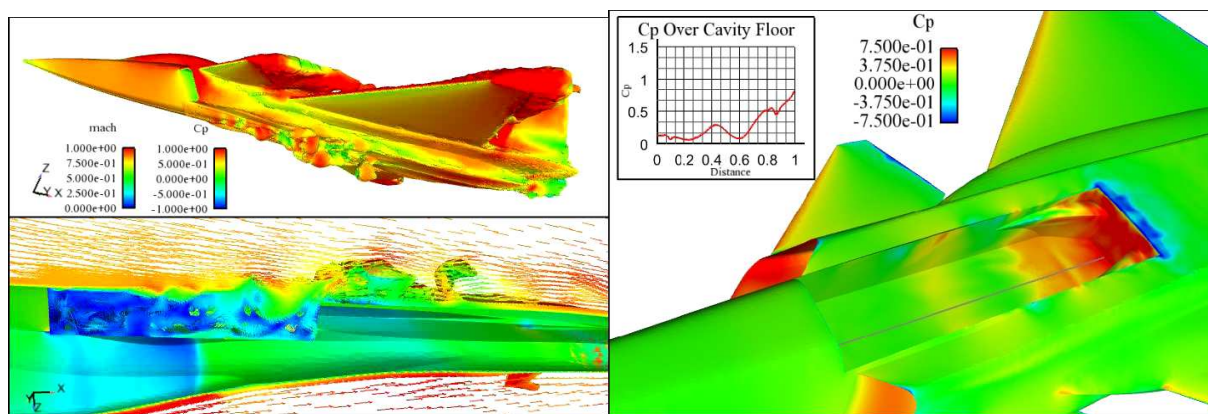 mach
Cp
1.000e+00
1.000e+00
7.500e-01
5.000e-01
5.000e-01
0.000e+00
2.500e-01
-5.000e-01
0.000e+00
-1.000e+00
Z
Y X
X
Y
Z
Cp Over Cavity Floor
1.5
1
0.5
0
Cp
0 0.2 0.4 0.6 0.8 1
Distance
Cp
7.500e-01
3.750e-01
0.000e+00
-3.750e-01
-7.500e-01